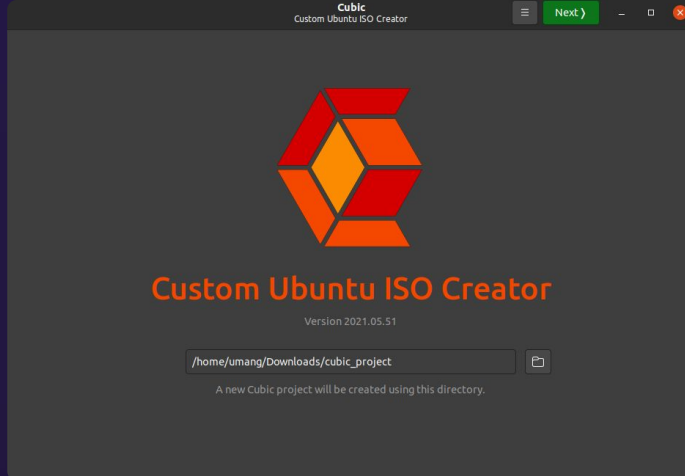 Cubic
Custom Ubuntu ISO Creator
Next
Custom Ubuntu ISO Creator
Version 2021.05.51
/home/umang/Downloads/cubic_project
A new Cubic project will be created using this directory.